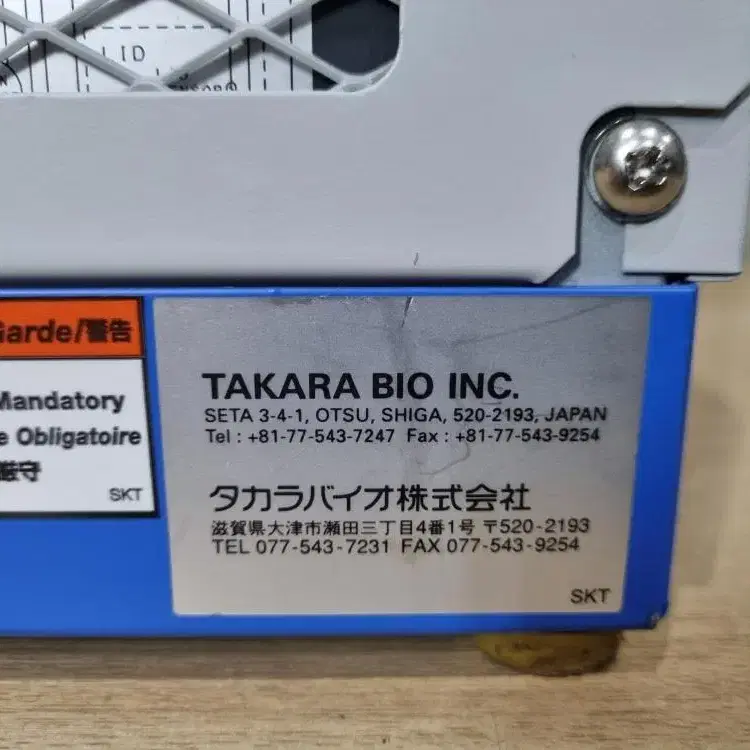 LID
Garde/警告
Mandatory
e Obligatoire
厳守
SKT
TAKARA BIO INC.
SETA 3-4-1, OTSU, SHIGA, 520-2193, JAPAN
Tel : +81-77-543-7247 Fax : +81-77-543-9254
タカラバイオ株式会社
滋賀県大津市瀬田三丁目4番1号 〒520-2193
TEL 077-543-7231 FAX 077-543-9254
SKT